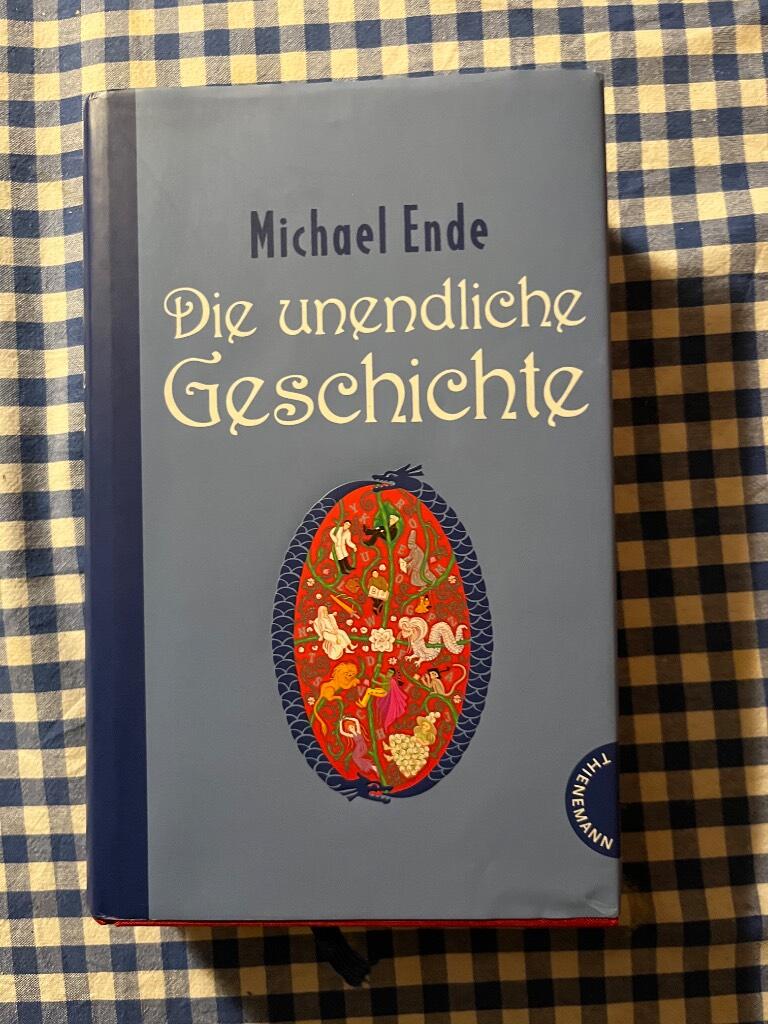 Michael Ende
Die unendliche
Geschichte
THIENEMANN